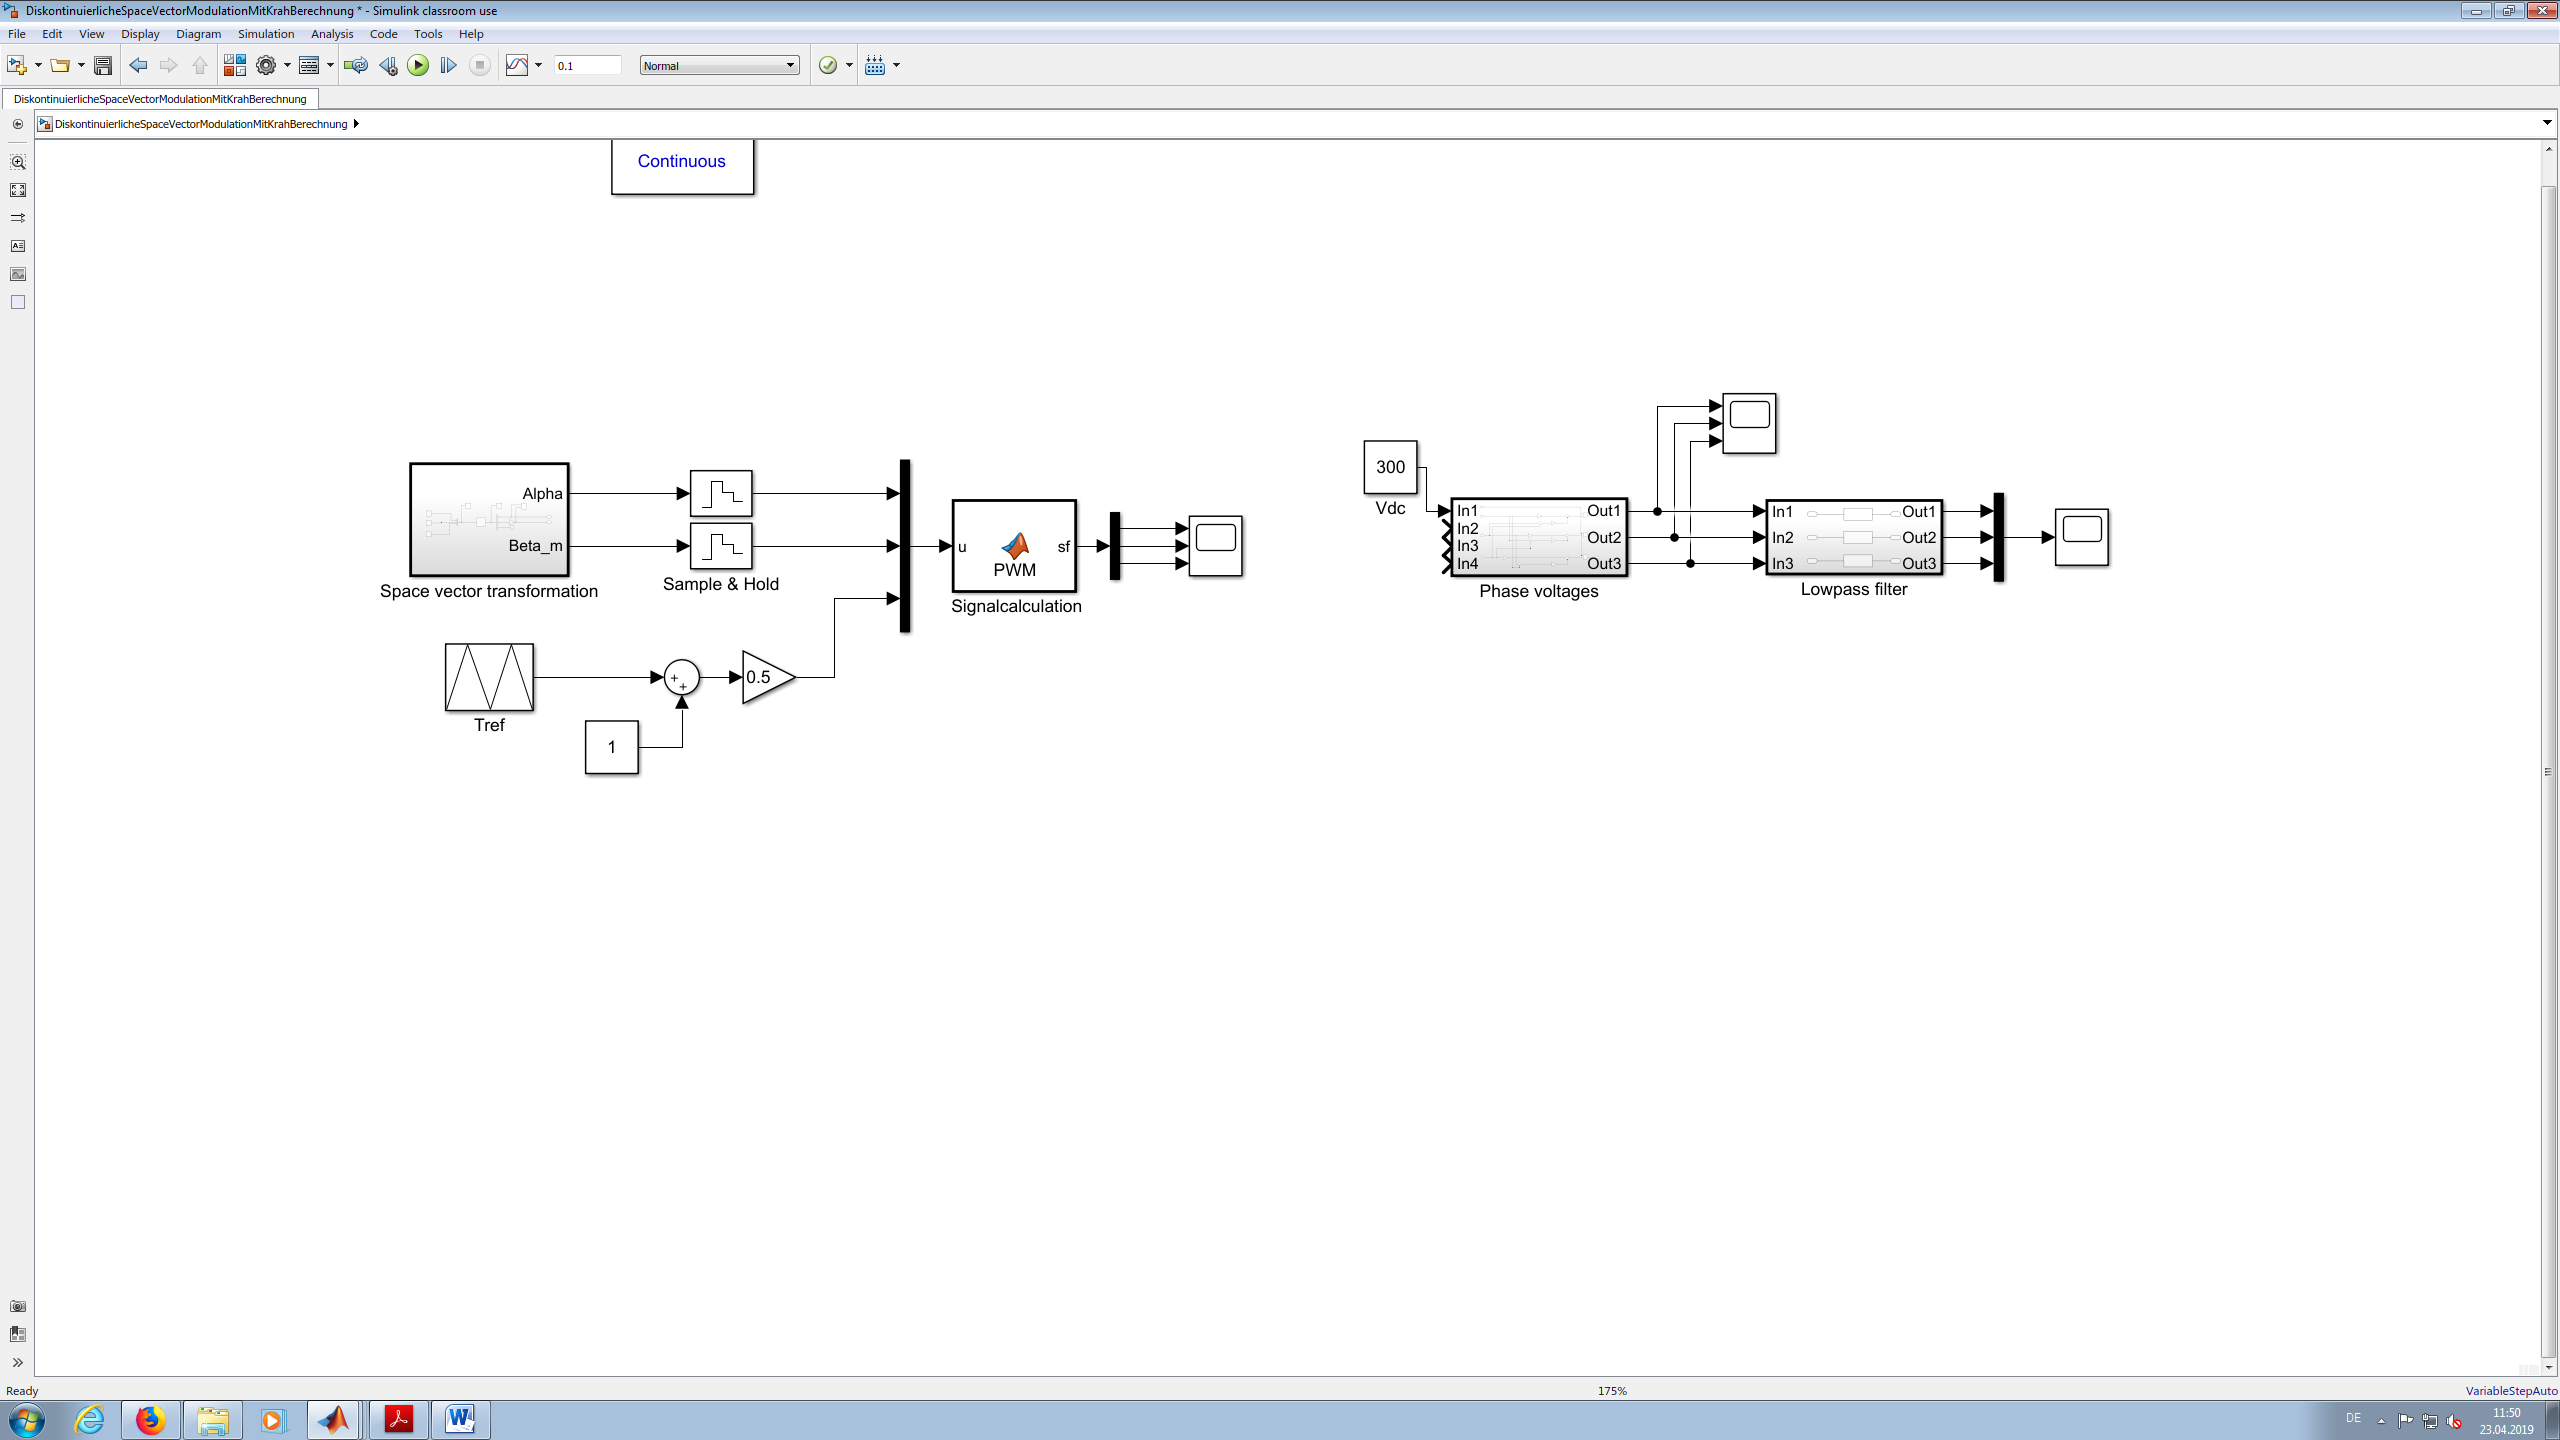 DiskontinuierlicheSpaceVectorModulationMitKrahBerechnung * - Simulink classroom use
File Edit View Display Diagram Simulation Analysis Code Tools Help
0.1 Normal
DiskontinuierlicheSpaceVectorModulationMitKrahBerechnung
DiskontinuierlicheSpaceVectorModulationMitKrahBerechnung
Continuous
Alpha
Beta_m
Space vector transformation
Sample & Hold
u PWM sf
Signalcalculation
Tref
+
+
1
0.5
300
Vdc
In1 Out1
In2 Out2
In3
In4 Out3
Phase voltages
In1 Out1
In2 Out2
In3 Out3
Lowpass filter
Ready 175% VariableStepAuto
DE 11:50
23.04.2019